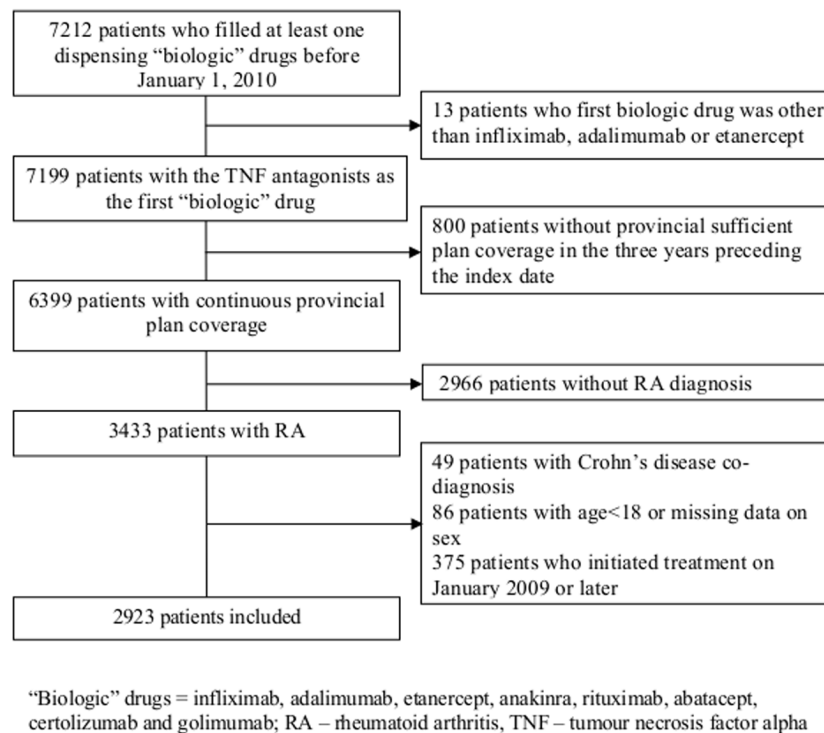 7212 patients who filled at least one
dispensing “biologic” drugs before
January 1, 2010
13 patients who first biologic drug was other
than infliximab, adalimumab or etanercept
7199 patients with the TNF antagonists as
the first “biologic” drug
800 patients without provincial sufficient
plan coverage in the three years preceding
the index date
6399 patients with continuous provincial
plan coverage
2966 patients without RA diagnosis
3433 patients with RA
49 patients with Crohn’s disease co-
diagnosis
86 patients with age<18 or missing data on
sex
375 patients who initiated treatment on
January 2009 or later
2923 patients included
“Biologic” drugs = infliximab, adalimumab, etanercept, anakinra, rituximab, abatacept,
certolizumab and golimumab; RA – rheumatoid arthritis, TNF – tumour necrosis factor alpha